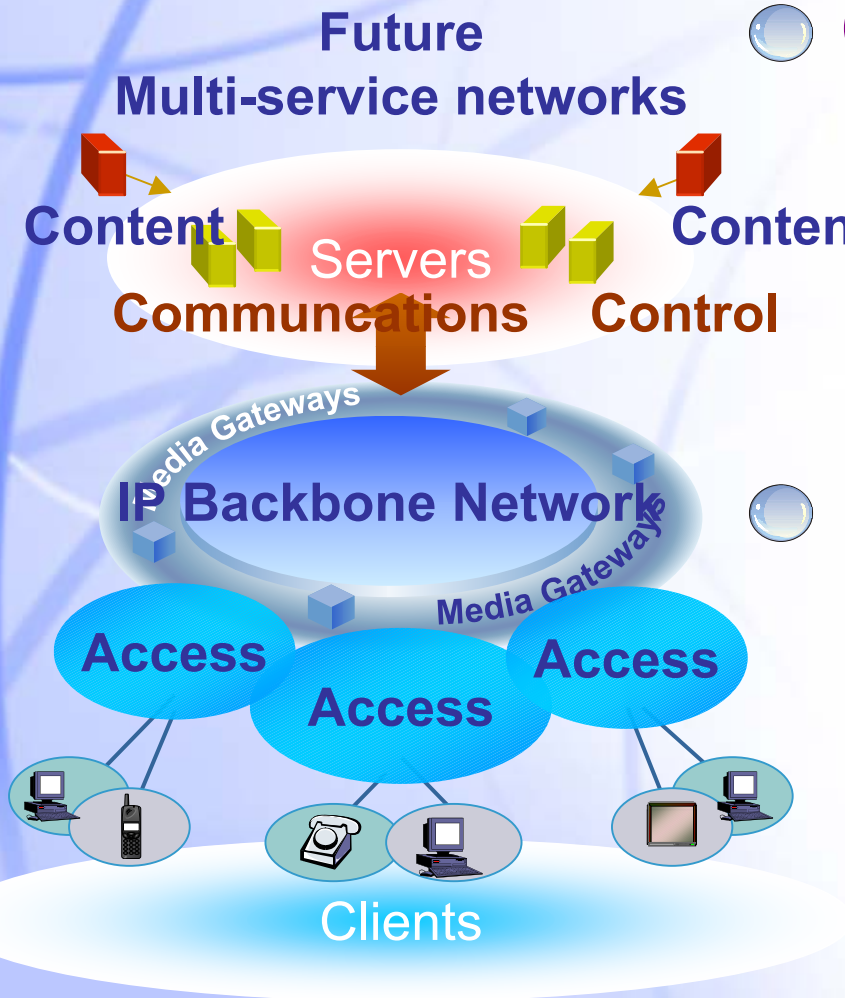 Future
Multi-service networks
Content
Conten
Servers
Communcations
Control
Media Gateways
IP Backbone Network
Media Gateways
Access
Access
Access
Clients